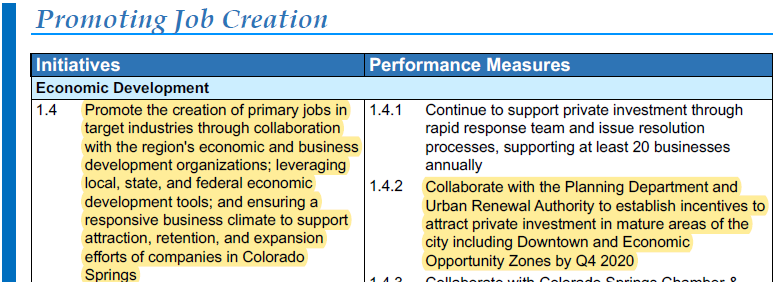 Promoting Job Creation
Initiatives
Performance Measures
Economic Development
1.4 Promote the creation of primary jobs in
target industries through collaboration
with the region's economic and business
development organizations; leveraging
local, state, and federal economic
development tools; and ensuring a
responsive business climate to support
attraction, retention, and expansion
efforts of companies in Colorado
Springs
1.4.1 Continue to support private investment through
rapid response team and issue resolution
processes, supporting at least 20 businesses
annually
1.4.2 Collaborate with the Planning Department and
Urban Renewal Authority to establish incentives to
attract private investment in mature areas of the
city including Downtown and Economic
Opportunity Zones by Q4 2020
1.4.3 Collaborate with Colorado Springs Chamber &